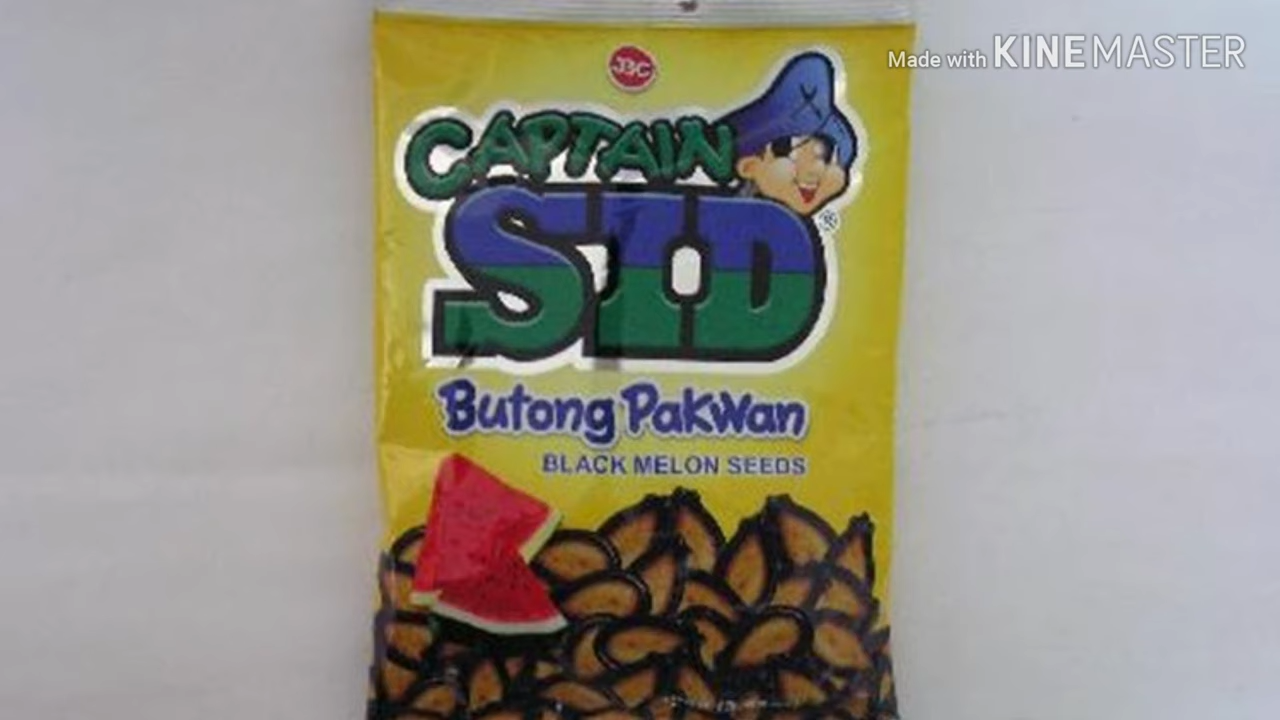 Made with KINEMASTER
JBC
CAPTAIN
SID
®
Butong Pakwan
BLACK MELON SEEDS